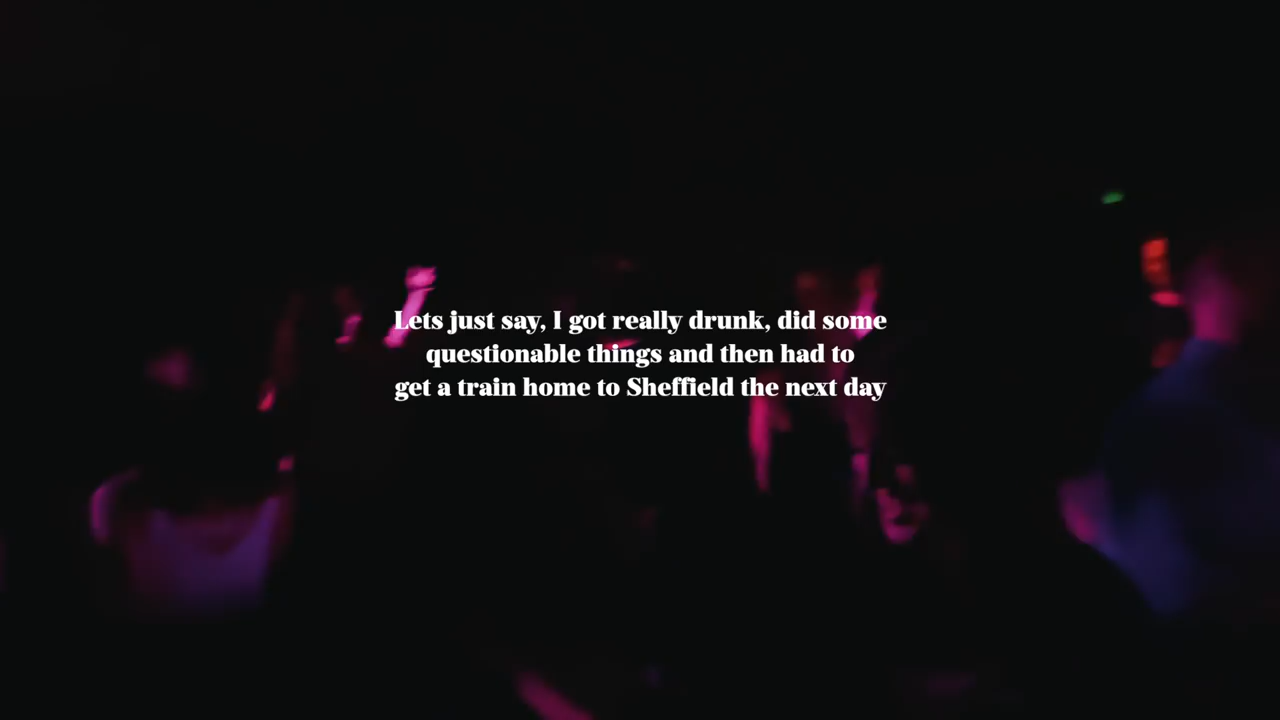 Lets just say, I got really drunk, did some
questionable things and then had to
get a train home to Sheffield the next day